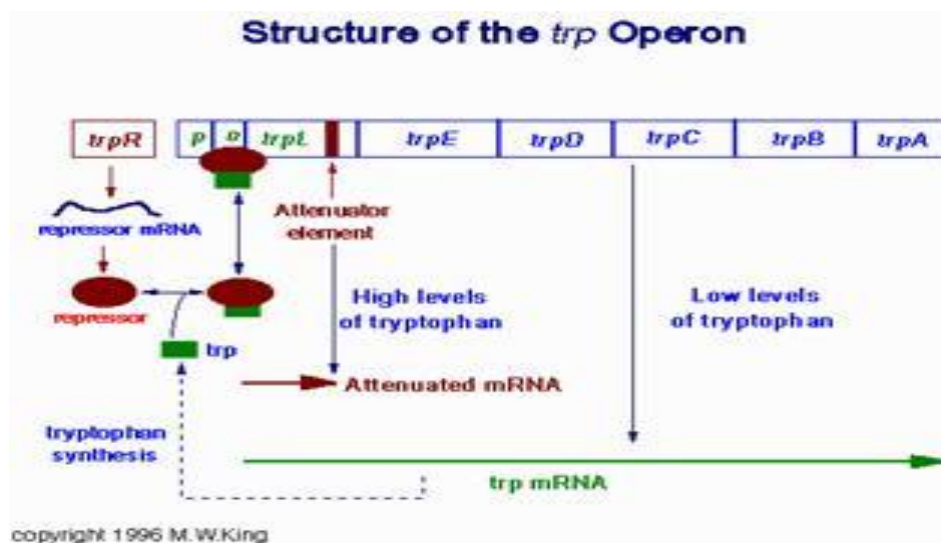 Structure of the trp Operon
trpR p o trpL trpE trpD trpC trpB trpA
repressor mRNA
Attenuator
element
repressor
High levels
of tryptophan
Low levels
of tryptophan
trp
Attenuated mRNA
tryptophan
synthesis
trp mRNA
copyright 1996 M.W.King